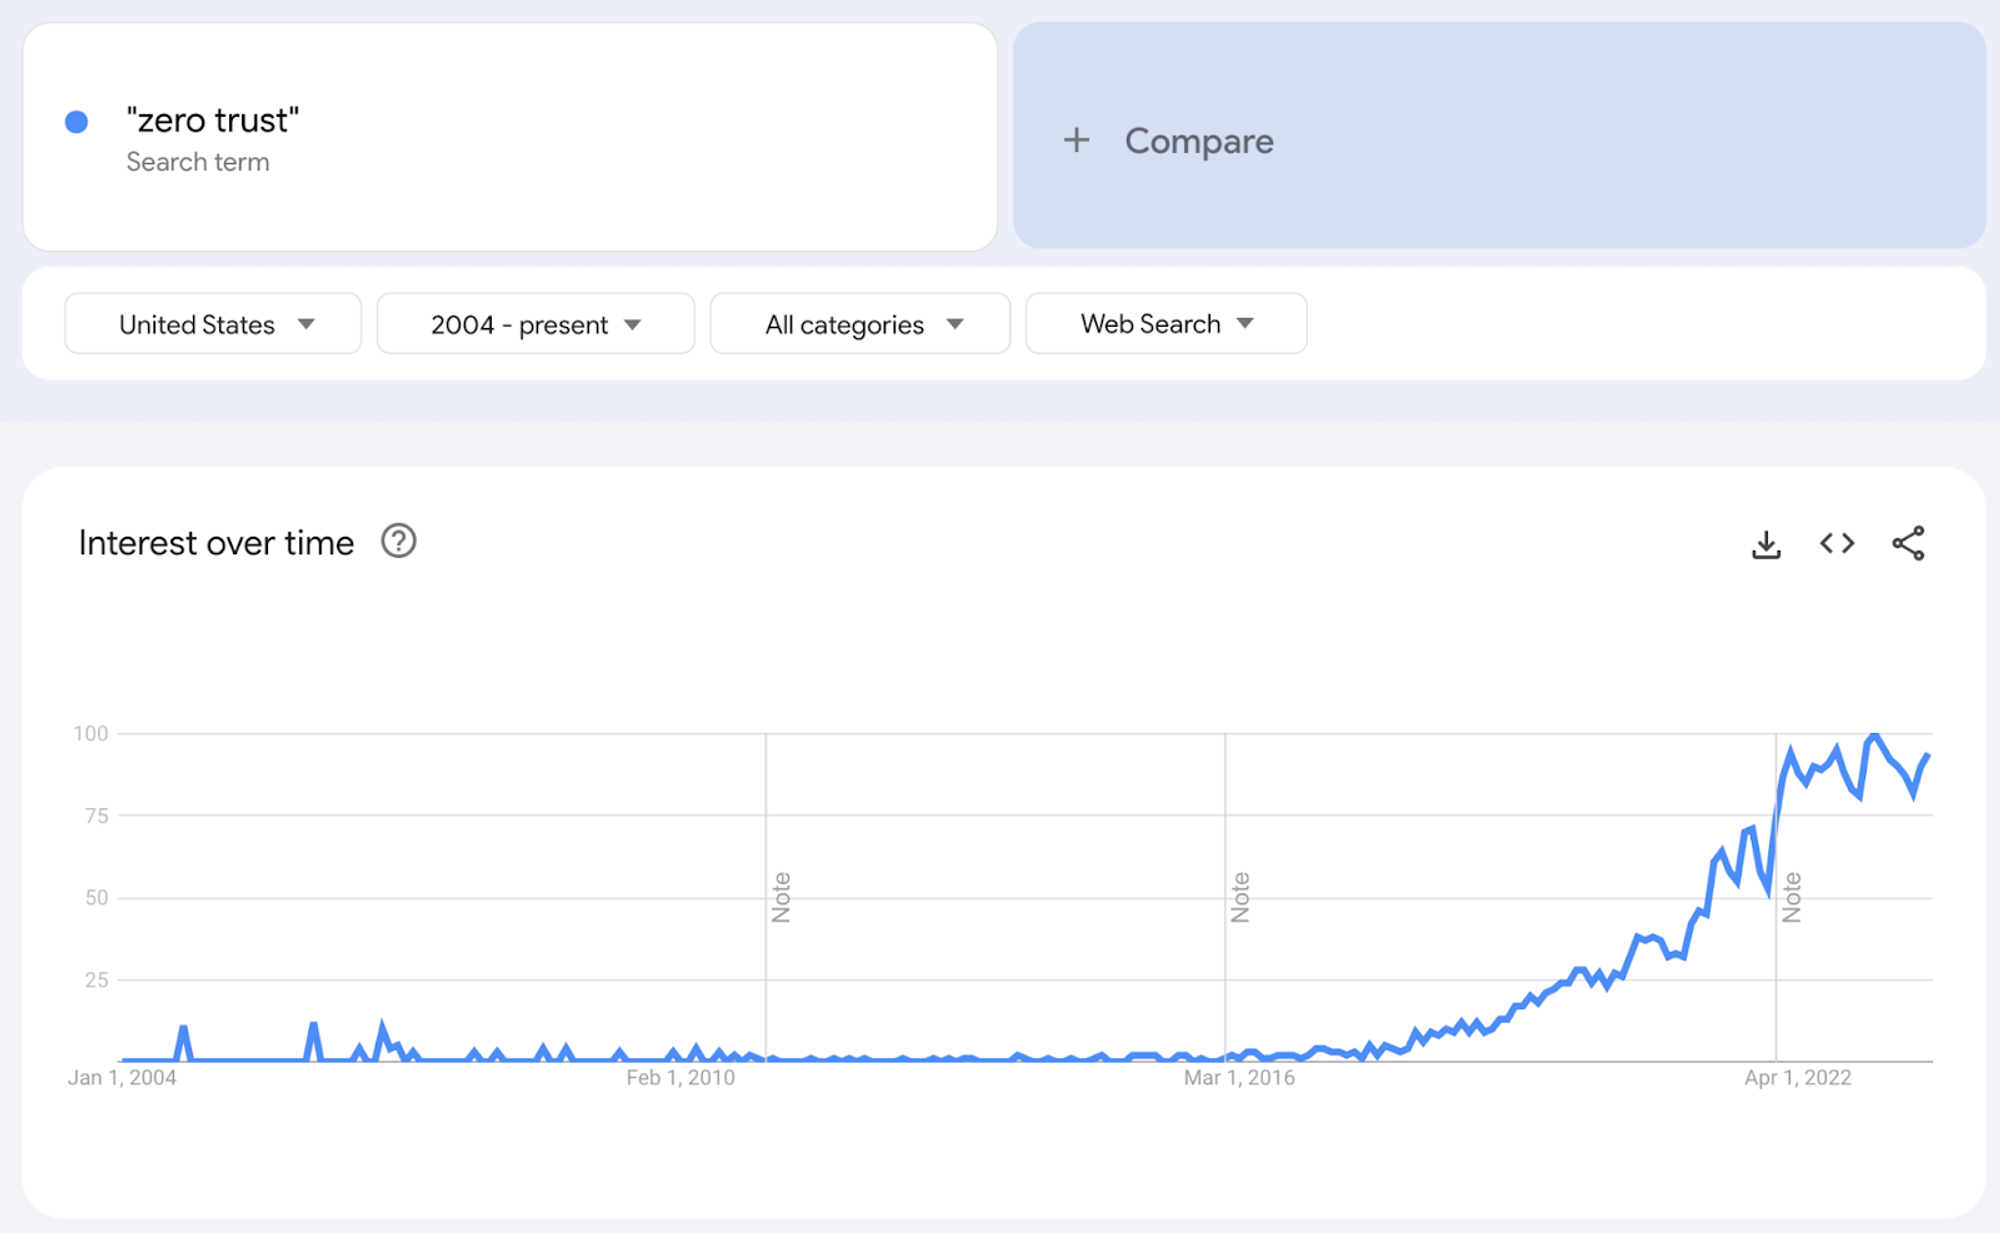 "zero trust"
Search term
+ Compare
United States
2004 - present
All categories
Web Search
Interest over time ?
100
75
50
25
Note
Note
Note
Jan 1, 2004
Feb 1, 2010
Mar 1, 2016
Apr 1, 2022